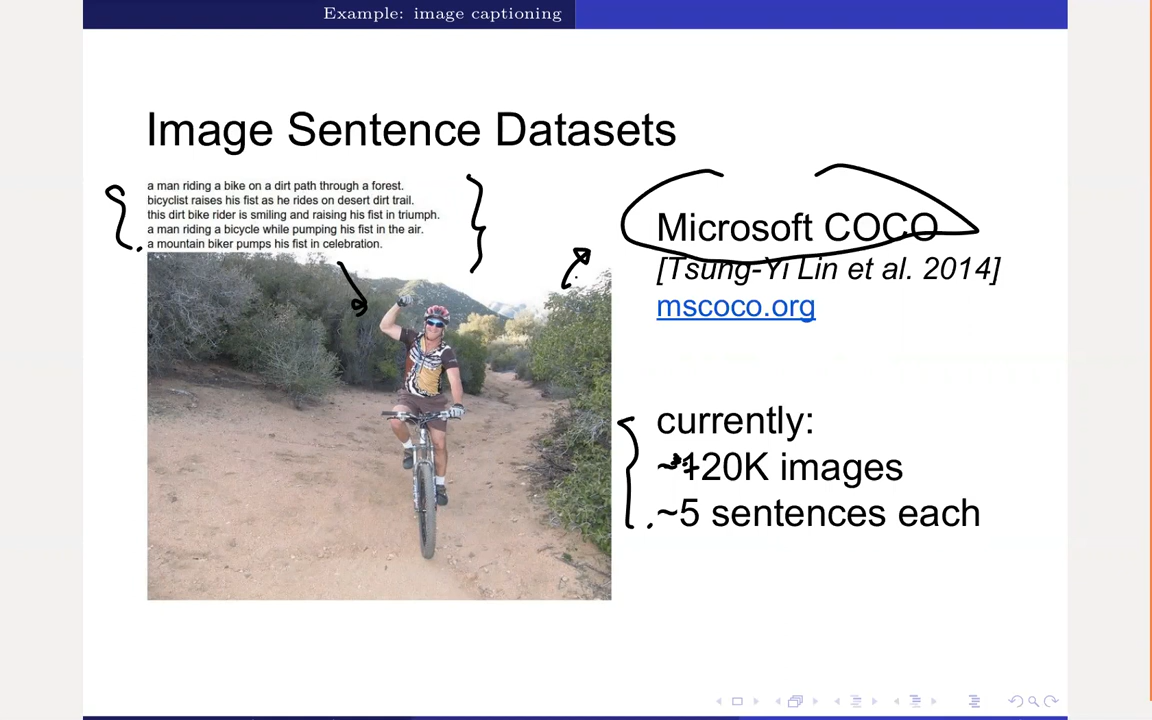 Example: image captioning
Image Sentence Datasets
a man riding a bike on a dirt path through a forest.
bicyclist raises his fist as he rides on desert dirt trail.
this dirt bike rider is smiling and raising his fist in triumph.
a man riding a bicycle while pumping his fist in the air.
a mountain biker pumps his fist in celebration.
Microsoft COCO
[Tsung-Yi Lin et al. 2014]
mscoco.org
currently:
~120K images
~5 sentences each